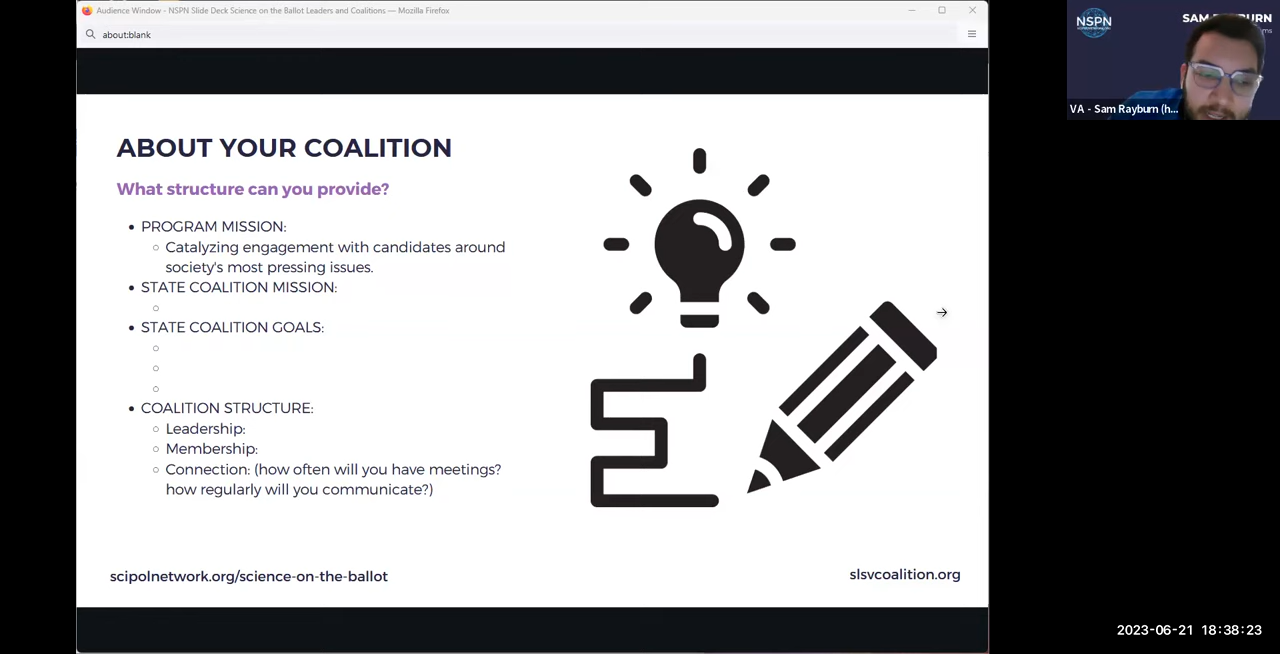 Audience Window - NSPN Slide Deck Science on the Ballot Leaders and Coalitions — Mozilla Firefox
about:blank
ABOUT YOUR COALITION
What structure can you provide?
PROGRAM MISSION:
Catalyzing engagement with candidates around
society's most pressing issues.
STATE COALITION MISSION:
STATE COALITION GOALS:
COALITION STRUCTURE:
Leadership:
Membership:
Connection: (how often will you have meetings?
how regularly will you communicate?)
scipolnetwork.org/science-on-the-ballot
slsvcoalition.org
NSPN
SAM
VA - Sam Rayburn (h...
2023-06-21 18:38:23